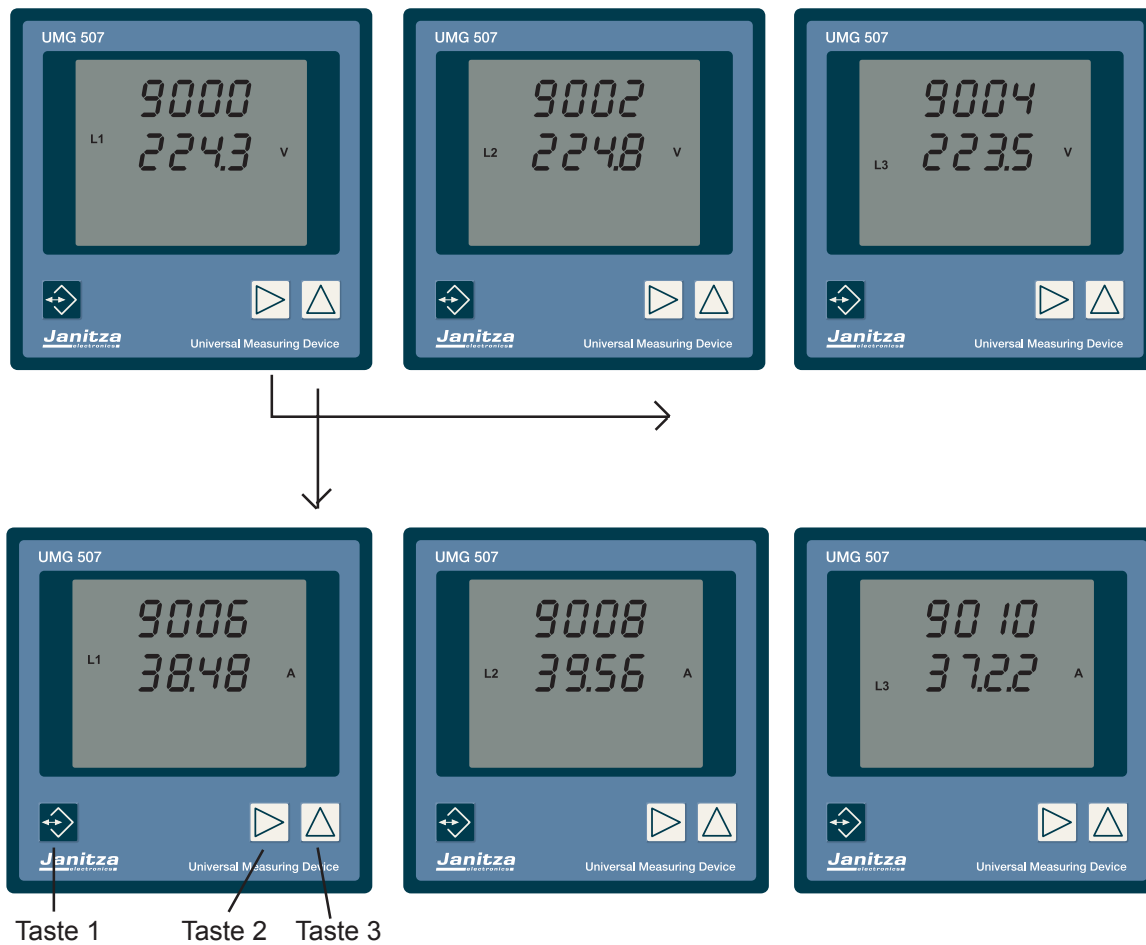 UMG 507
9000
L1 224.3 V
Janitza
electronics
Universal Measuring Device
UMG 507
9002
L2 224.8 V
Janitza
electronics
Universal Measuring Device
UMG 507
9004
L3 223.5 V
Janitza
electronics
Universal Measuring Device
UMG 507
9006
L1 38.48 A
Janitza
electronics
Universal Measuring Device
UMG 507
9008
L2 39.56 A
Janitza
electronics
Universal Measuring Device
UMG 507
9010
L3 37.2.2 A
Janitza
electronics
Universal Measuring Device
Taste 1 Taste 2 Taste 3